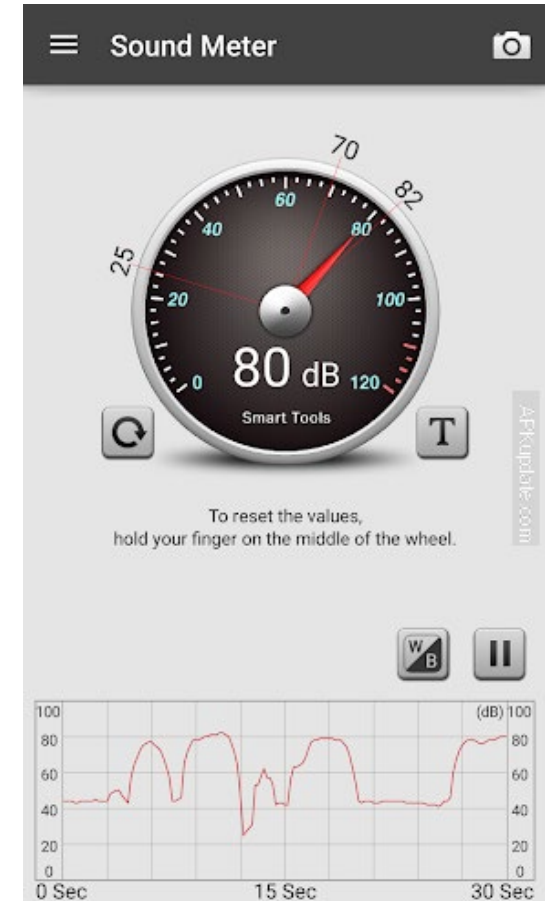 Sound Meter
70
82
25
60
40
80
20
100
0
80 dB
120
Smart Tools
T
APKupdate.com
To reset the values,
hold your finger on the middle of the wheel.
W
B
100
(dB) 100
80
80
60
60
40
40
20
20
0
0
0 Sec
15 Sec
30 Sec